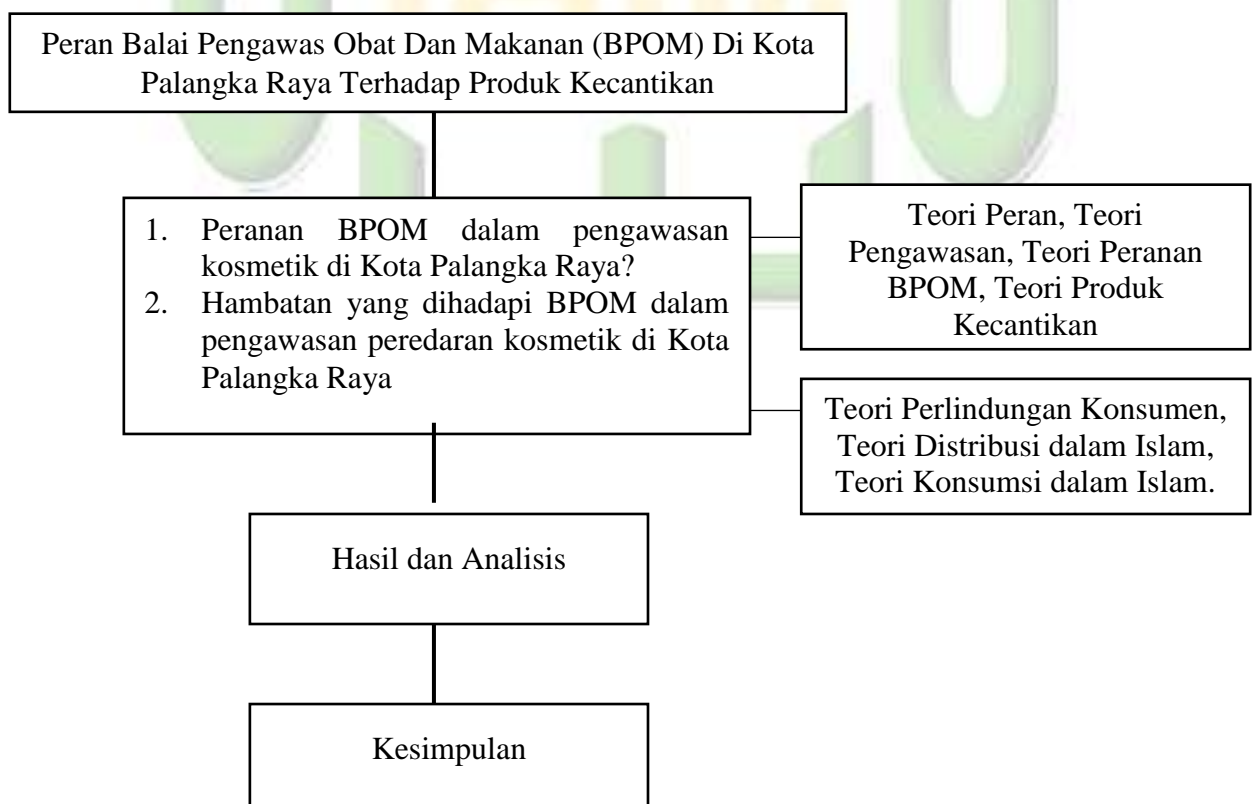 Peran Balai Pengawas Obat Dan Makanan (BPOM) Di Kota
Palangka Raya Terhadap Produk Kecantikan
1. Peranan BPOM dalam pengawasan
kosmetik di Kota Palangka Raya?
2. Hambatan yang dihadapi BPOM dalam
pengawasan peredaran kosmetik di Kota
Palangka Raya
Teori Peran, Teori
Pengawasan, Teori Peranan
BPOM, Teori Produk
Kecantikan
Teori Perlindungan Konsumen,
Teori Distribusi dalam Islam,
Teori Konsumsi dalam Islam.
Hasil dan Analisis
Kesimpulan